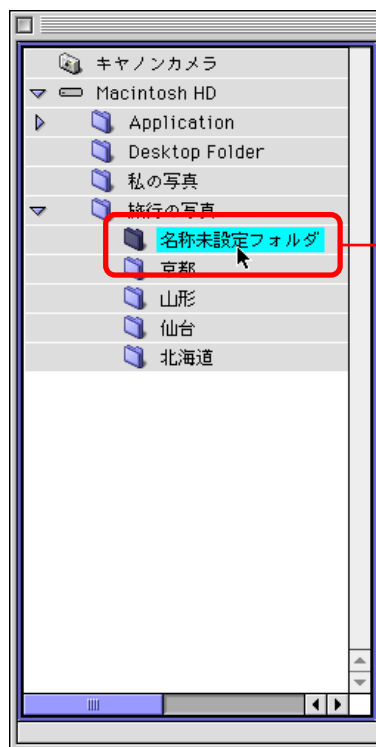 キヤノンカメラ
Macintosh HD
Application
Desktop Folder
私の写真
旅行の写真
名称未設定フォルダ
京都
山形
仙台
北海道